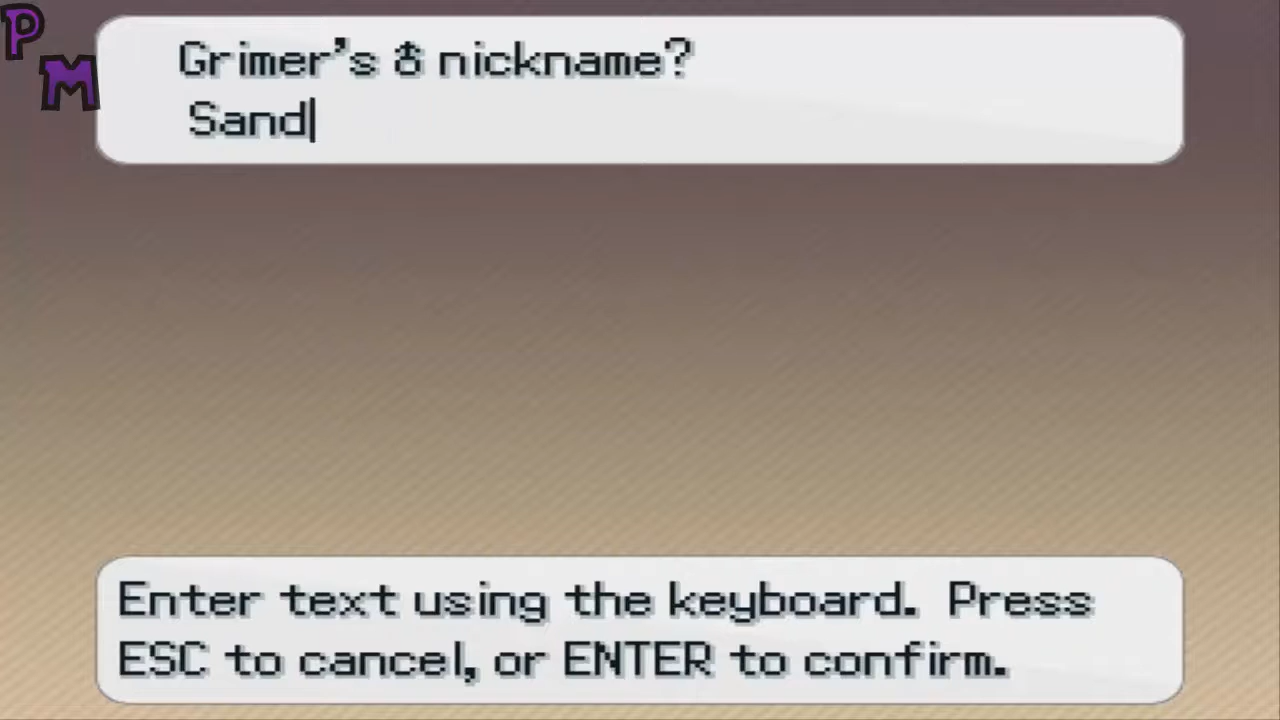 P
M
Grimer's ♂ nickname?
Sand
Enter text using the keyboard.  Press
ESC to cancel, or ENTER to confirm.